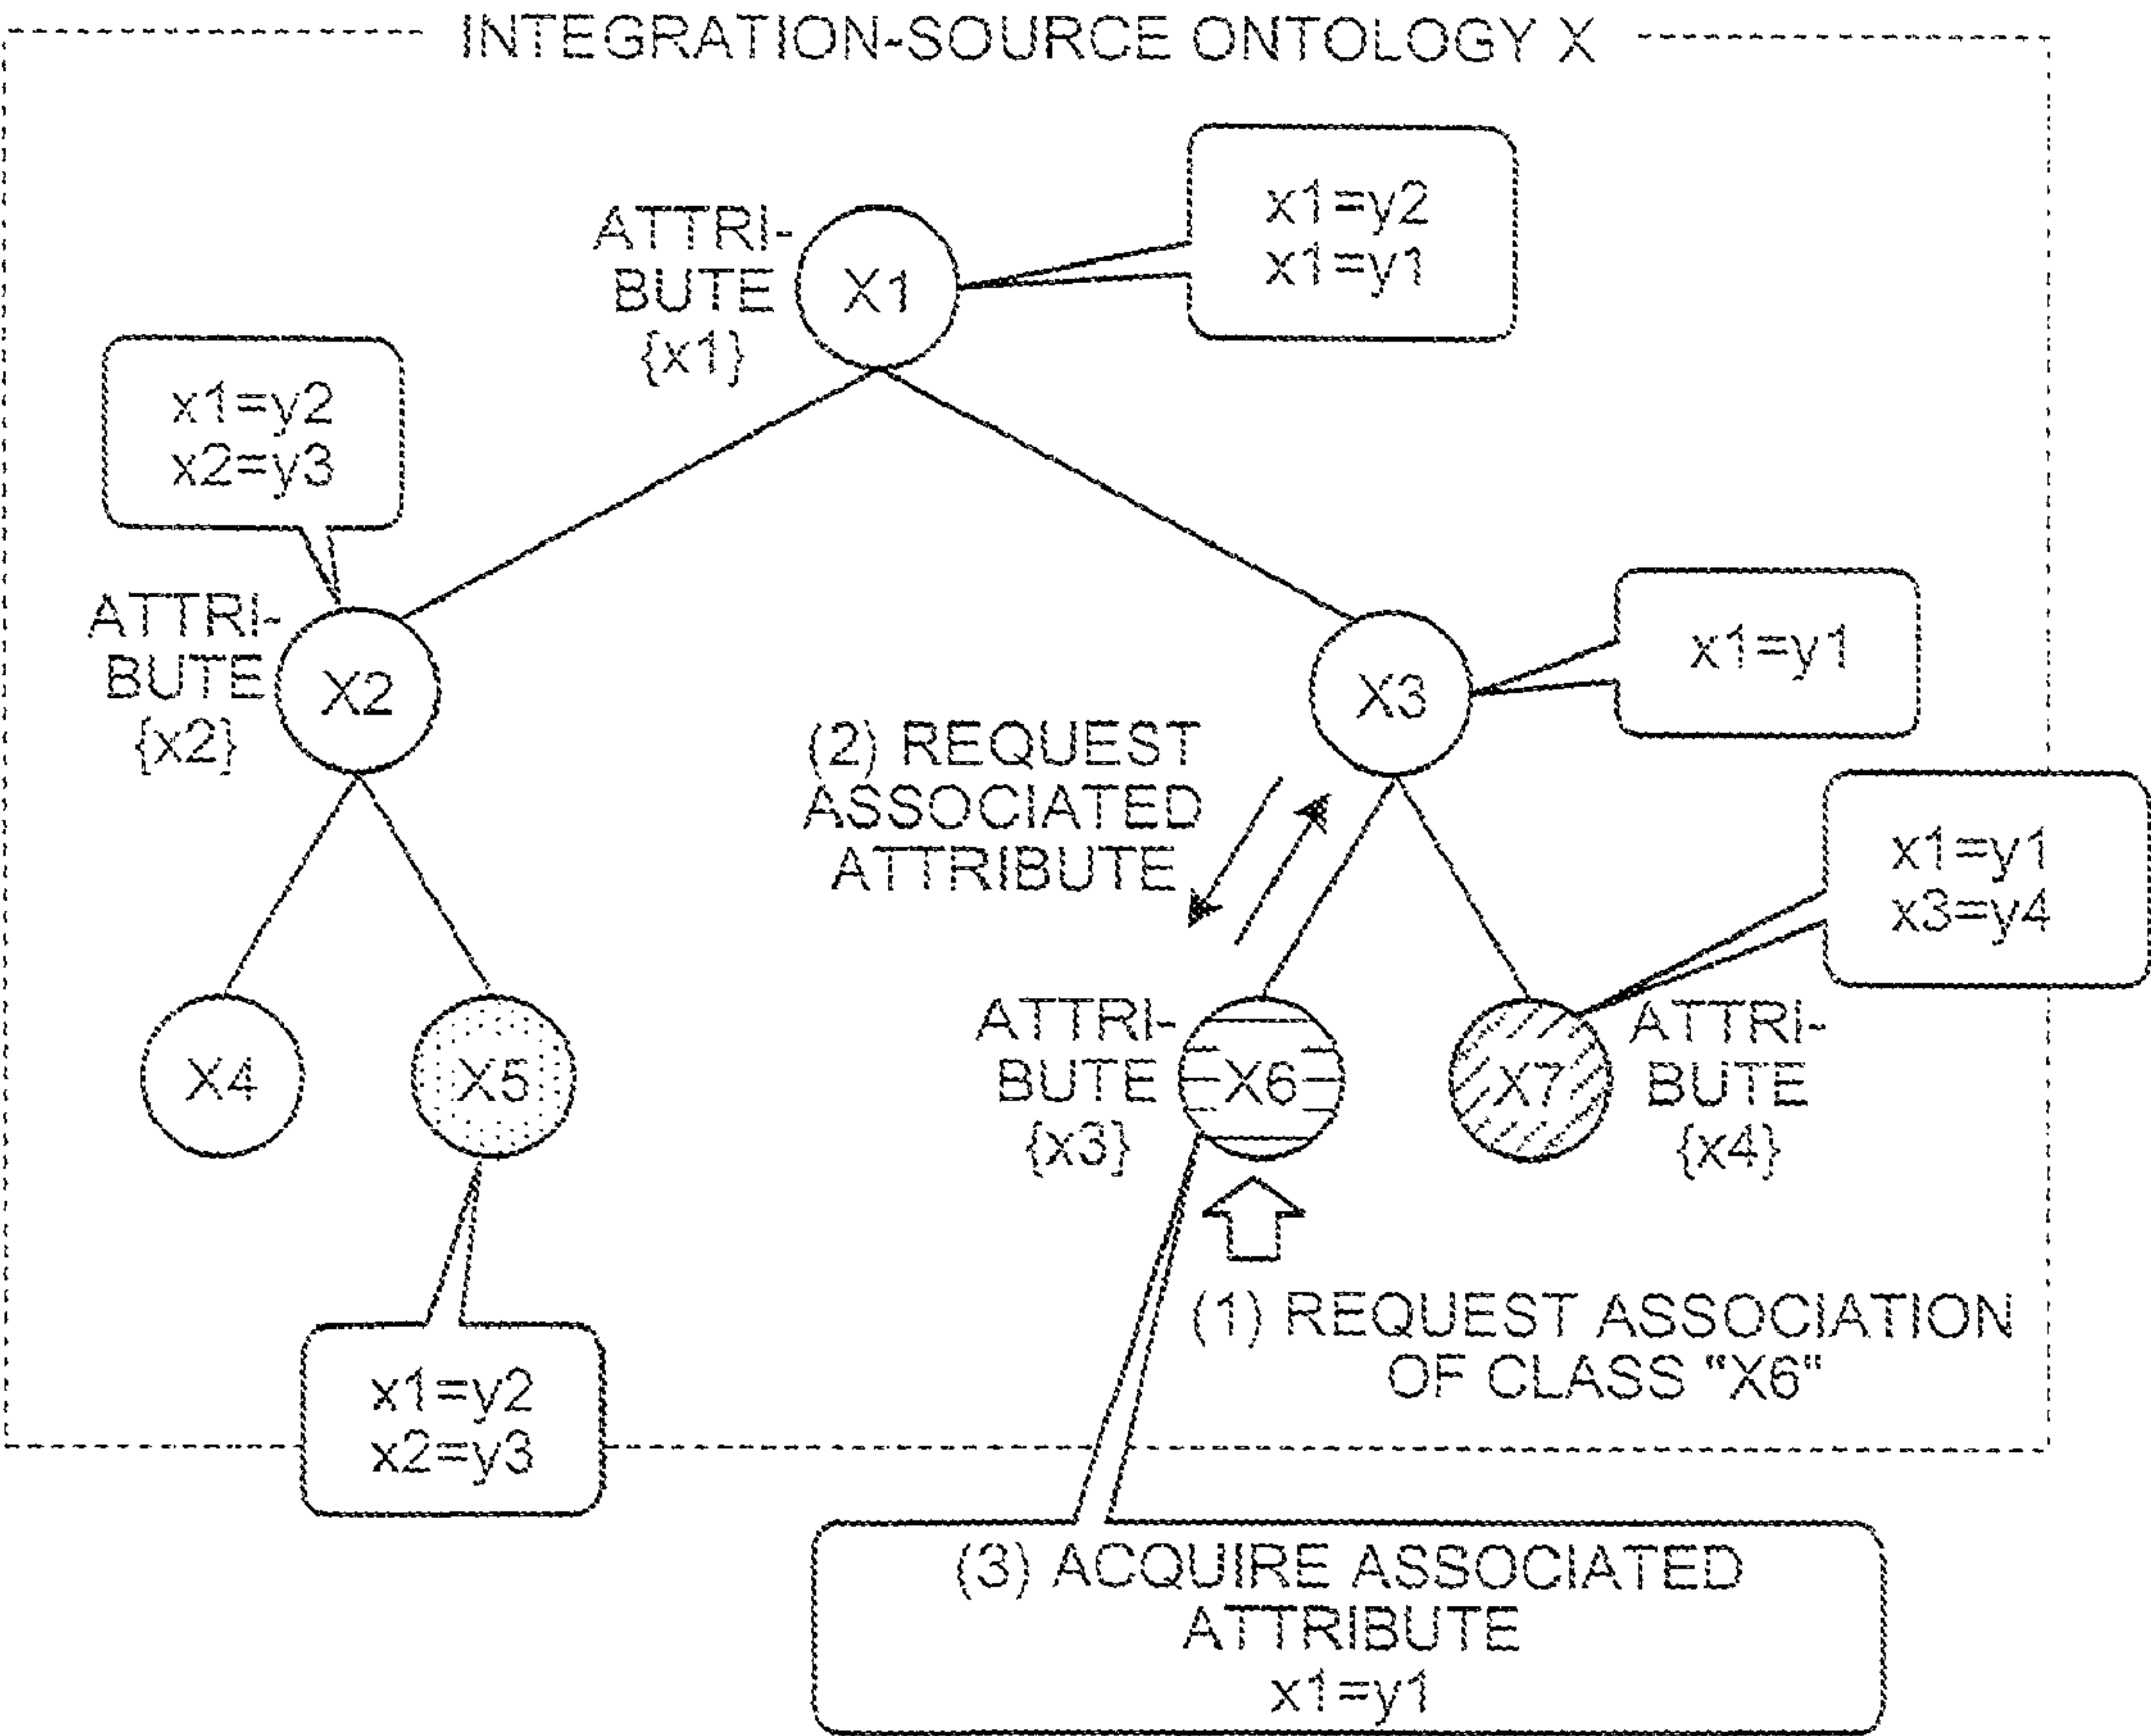 INTEGRATION-SOURCE ONTOLOGY X
x1=y2
x1=y1
ATTRI-
BUTE
{x1}
X1
x1=y2
x2=y3
ATTRI-
BUTE
{x2}
X2
X3
x1=y1
(2) REQUEST
ASSOCIATED
ATTRIBUTE
x1=y1
x3=y4
X4
X5
ATTRI-
BUTE
{x3}
X6
X7
ATTRI-
BUTE
{x4}
(1) REQUEST ASSOCIATION
OF CLASS "X6"
x1=y2
x2=y3
(3) ACQUIRE ASSOCIATED
ATTRIBUTE
x1=y1